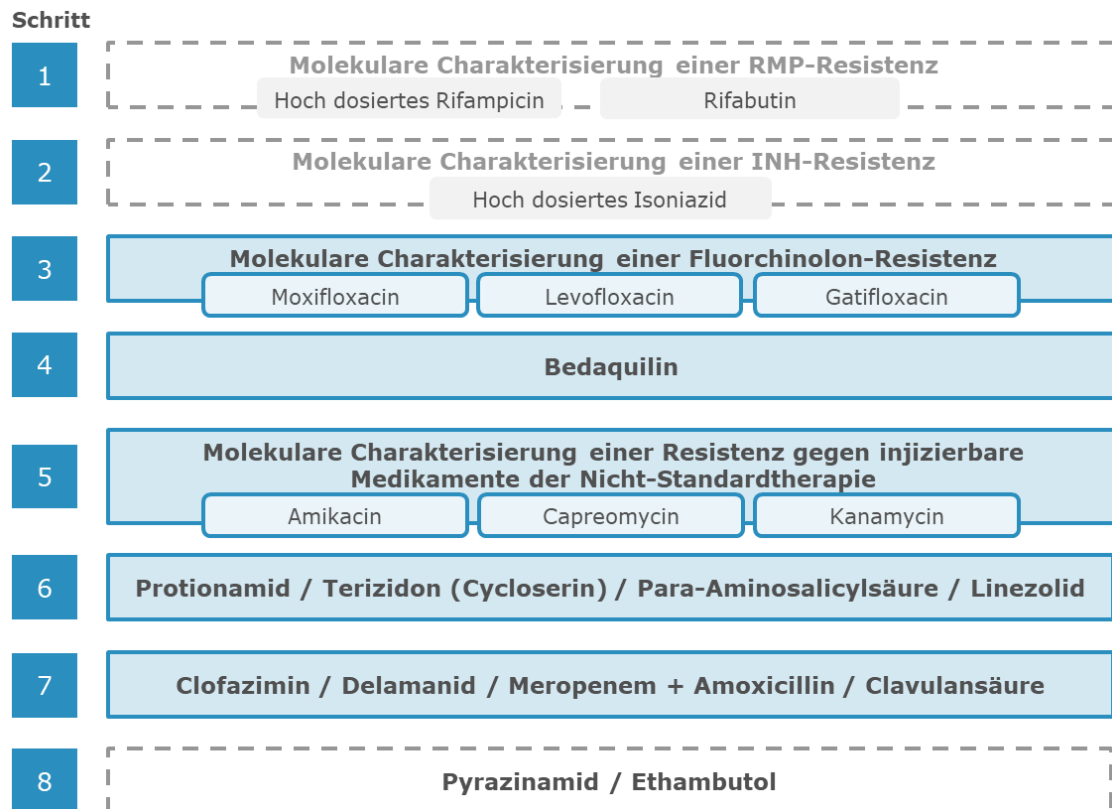 Schritt
1
Molekulare Charakterisierung einer RMP-Resistenz
Hoch dosiertes Rifampicin
Rifabutin
2
Molekulare Charakterisierung einer INH-Resistenz
Hoch dosiertes Isoniazid
3
Molekulare Charakterisierung einer Fluorchinolon-Resistenz
Moxifloxacin
Levofloxacin
Gatifloxacin
4
Bedaquilin
5
Molekulare Charakterisierung einer Resistenz gegen injizierbare
Medikamente der Nicht-Standardtherapie
Amikacin
Capreomycin
Kanamycin
6
Protionamid / Terizidon (Cycloserin) / Para-Aminosalicylsäure / Linezolid
7
Clofazimin / Delamanid / Meropenem + Amoxicillin / Clavulansäure
8
Pyrazinamid / Ethambutol